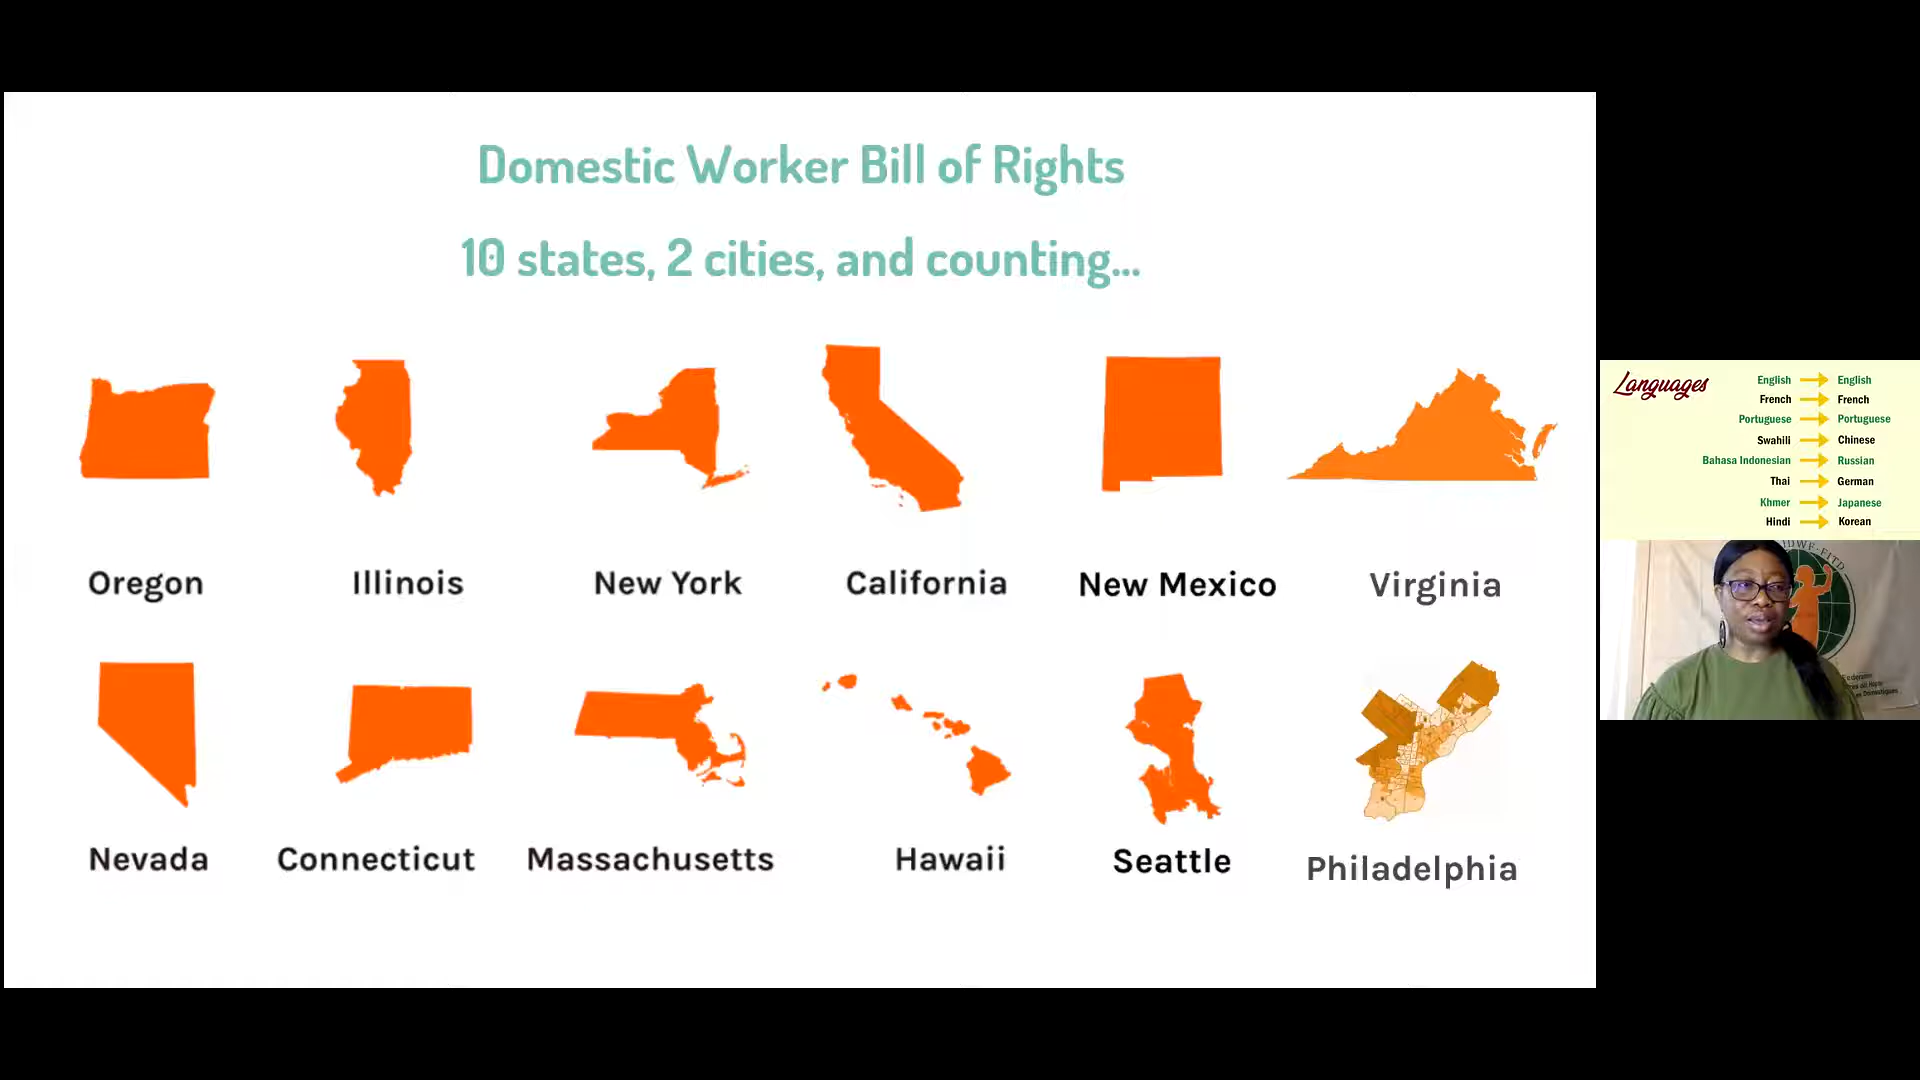 Domestic Worker Bill of Rights
10 states, 2 cities, and counting...
Oregon
Illinois
New York
California
New Mexico
Virginia
Nevada
Connecticut
Massachusetts
Hawaii
Seattle
Philadelphia
Languages
English English
French French
Portuguese Portuguese
Swahili Chinese
Bahasa Indonesian Russian
Thai German
Khmer Japanese
Hindi Korean
IDWF-FITD